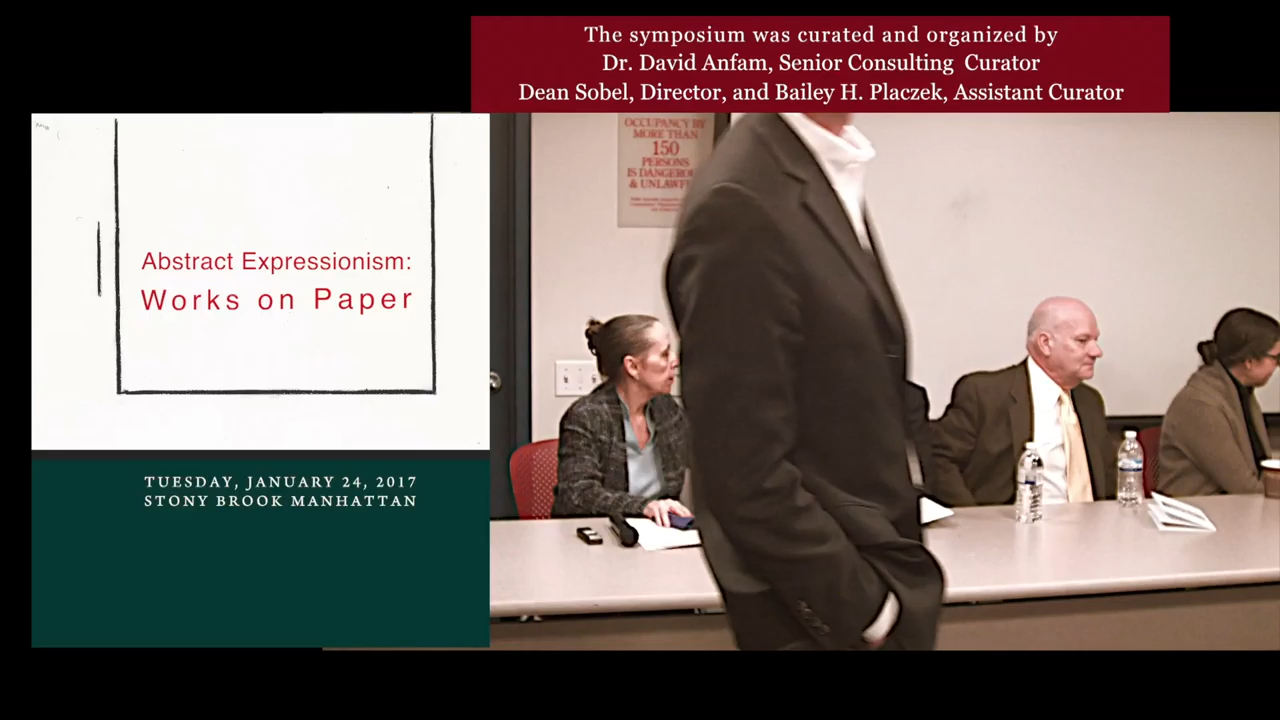 The symposium was curated and organized by
Dr. David Anfam, Senior Consulting Curator
Dean Sobel, Director, and Bailey H. Placzek, Assistant Curator
Abstract Expressionism:
Works on Paper
TUESDAY, JANUARY 24, 2017
STONY BROOK MANHATTAN
OCCUPANCY BY
MORE THAN
150
PERSONS
IS DANGEROUS
& UNLAWFUL